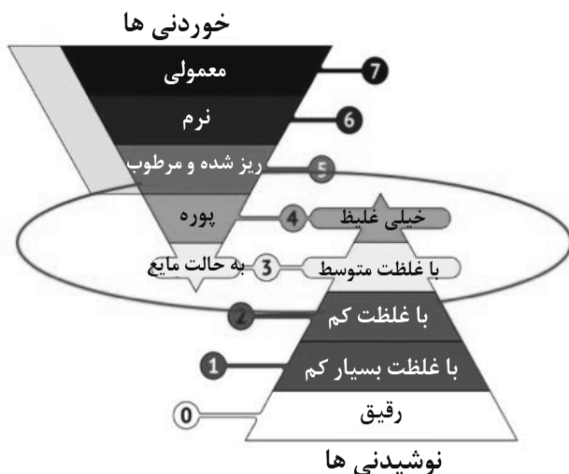 خوردنی ها
معمولی
7
نرم
6
ریز شده و مرطوب
5
پوره
4
خیلی غلیظ
به حالت مایع
3
با غلظت متوسط
2
با غلظت کم
1
با غلظت بسیار کم
0
رقیق
نوشیدنی ها